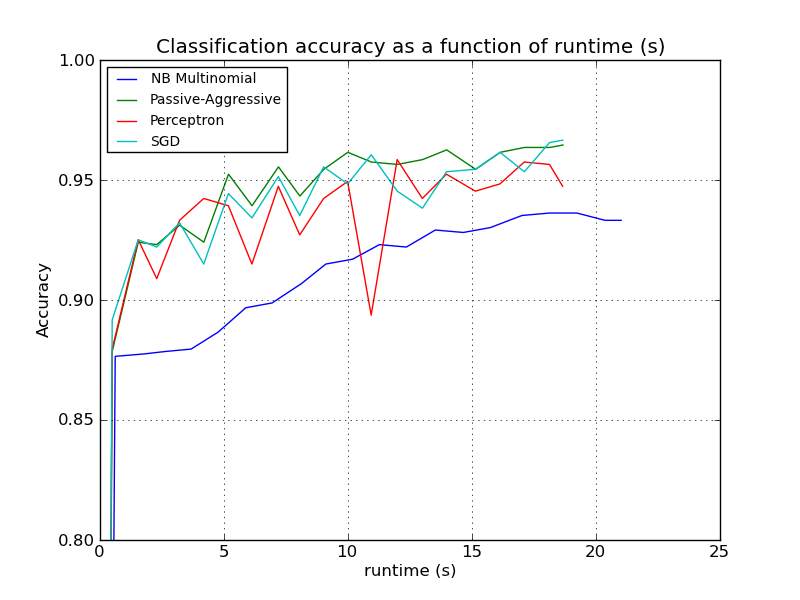 Classification accuracy as a function of runtime (s)
1.00
NB Multinomial
Passive-Aggressive
Perceptron
SGD
0.95
0.90
0.85
0.80
Accuracy
0 5 10 15 20 25
runtime (s)